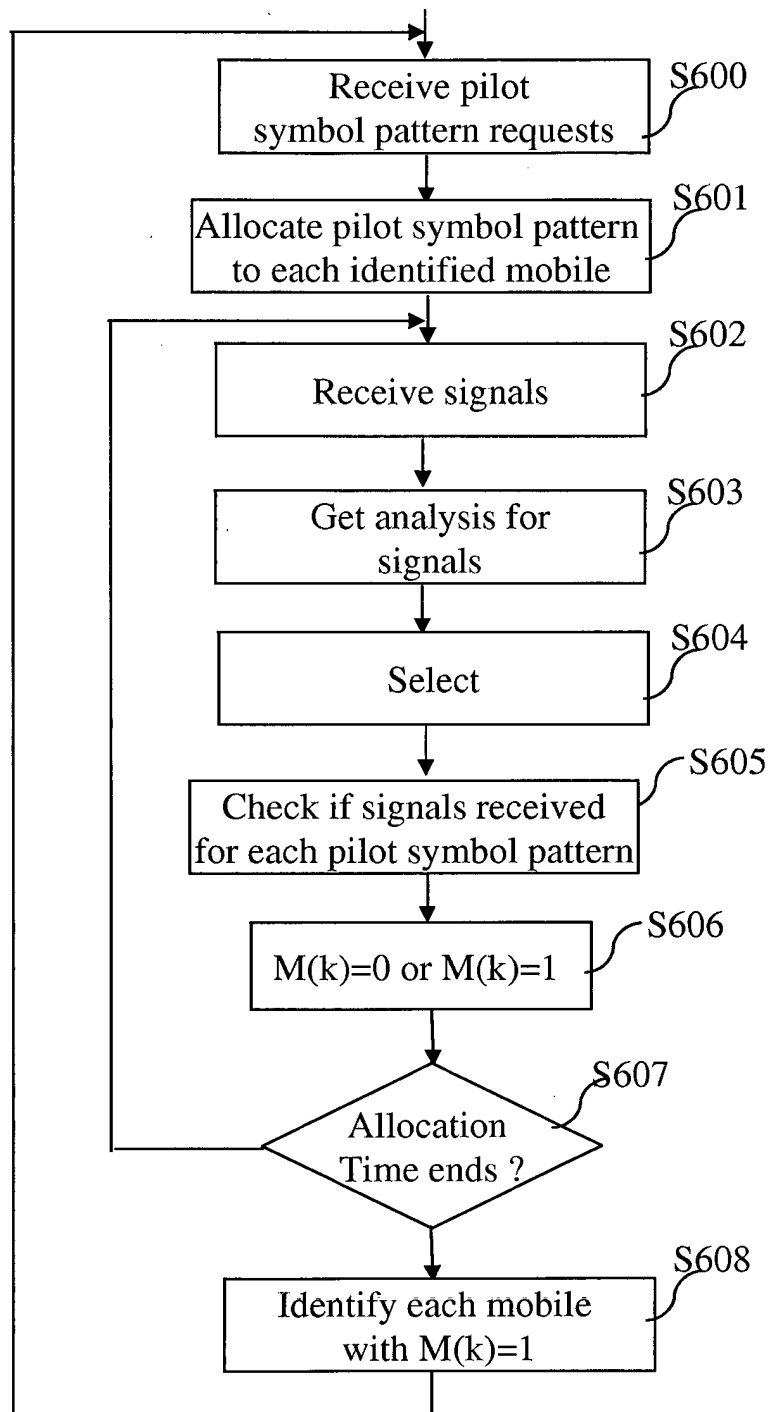 Receive pilot
symbol pattern requests
S600
Allocate pilot symbol pattern
to each identified mobile
S601
Receive signals
S602
Get analysis for
signals
S603
Select
S604
Check if signals received
for each pilot symbol pattern
S605
M(k)=0 or M(k)=1
S606
Allocation
Time ends ?
S607
Identify each mobile
with M(k)=1
S608